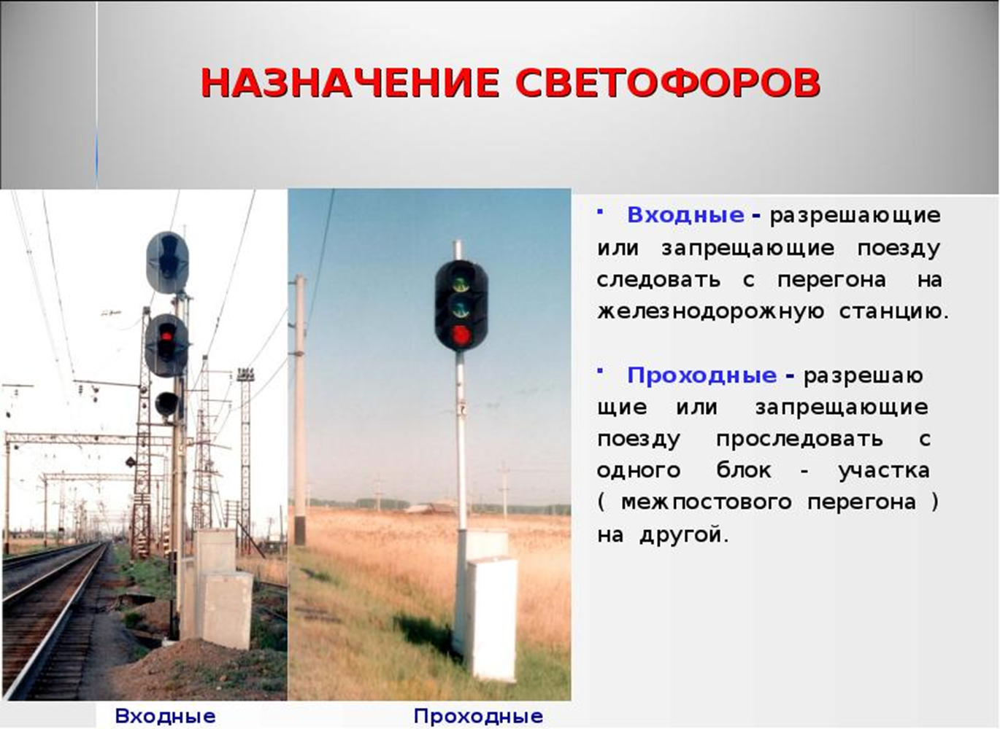 НАЗНАЧЕНИЕ СВЕТОФОРОВ
Входные - разрешающие
или запрещающие поезду
следовать с перегона на
железнодорожную станцию.
Проходные - разрешаю
щие или запрещающие
поезду проследовать с
одного блок - участка
( межпостового перегона )
на другой.
Входные
Проходные